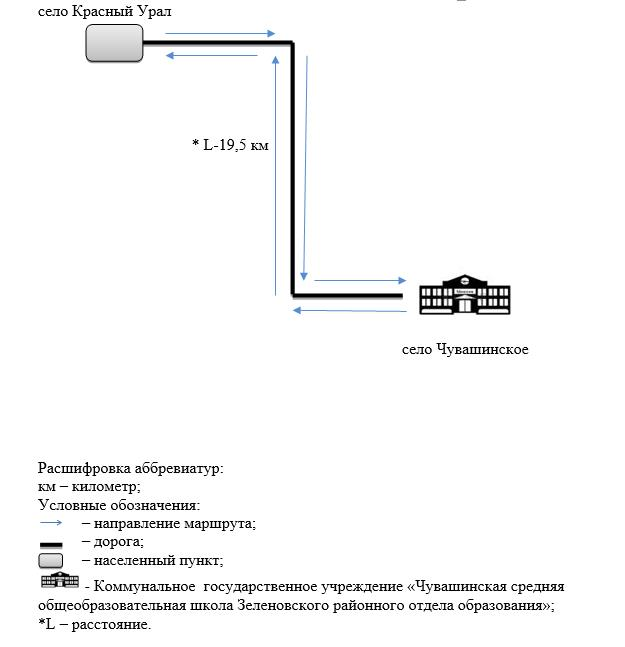 село Красный Урал
* L-19,5 км
село Чувашинское
Расшифровка аббревиатур:
км – километр;
Условные обозначения:
– направление маршрута;
– дорога;
– населенный пункт;
- Коммунальное государственное учреждение «Чувашинская средняя
общеобразовательная школа Зеленовского районного отдела образования»;
*L – расстояние.